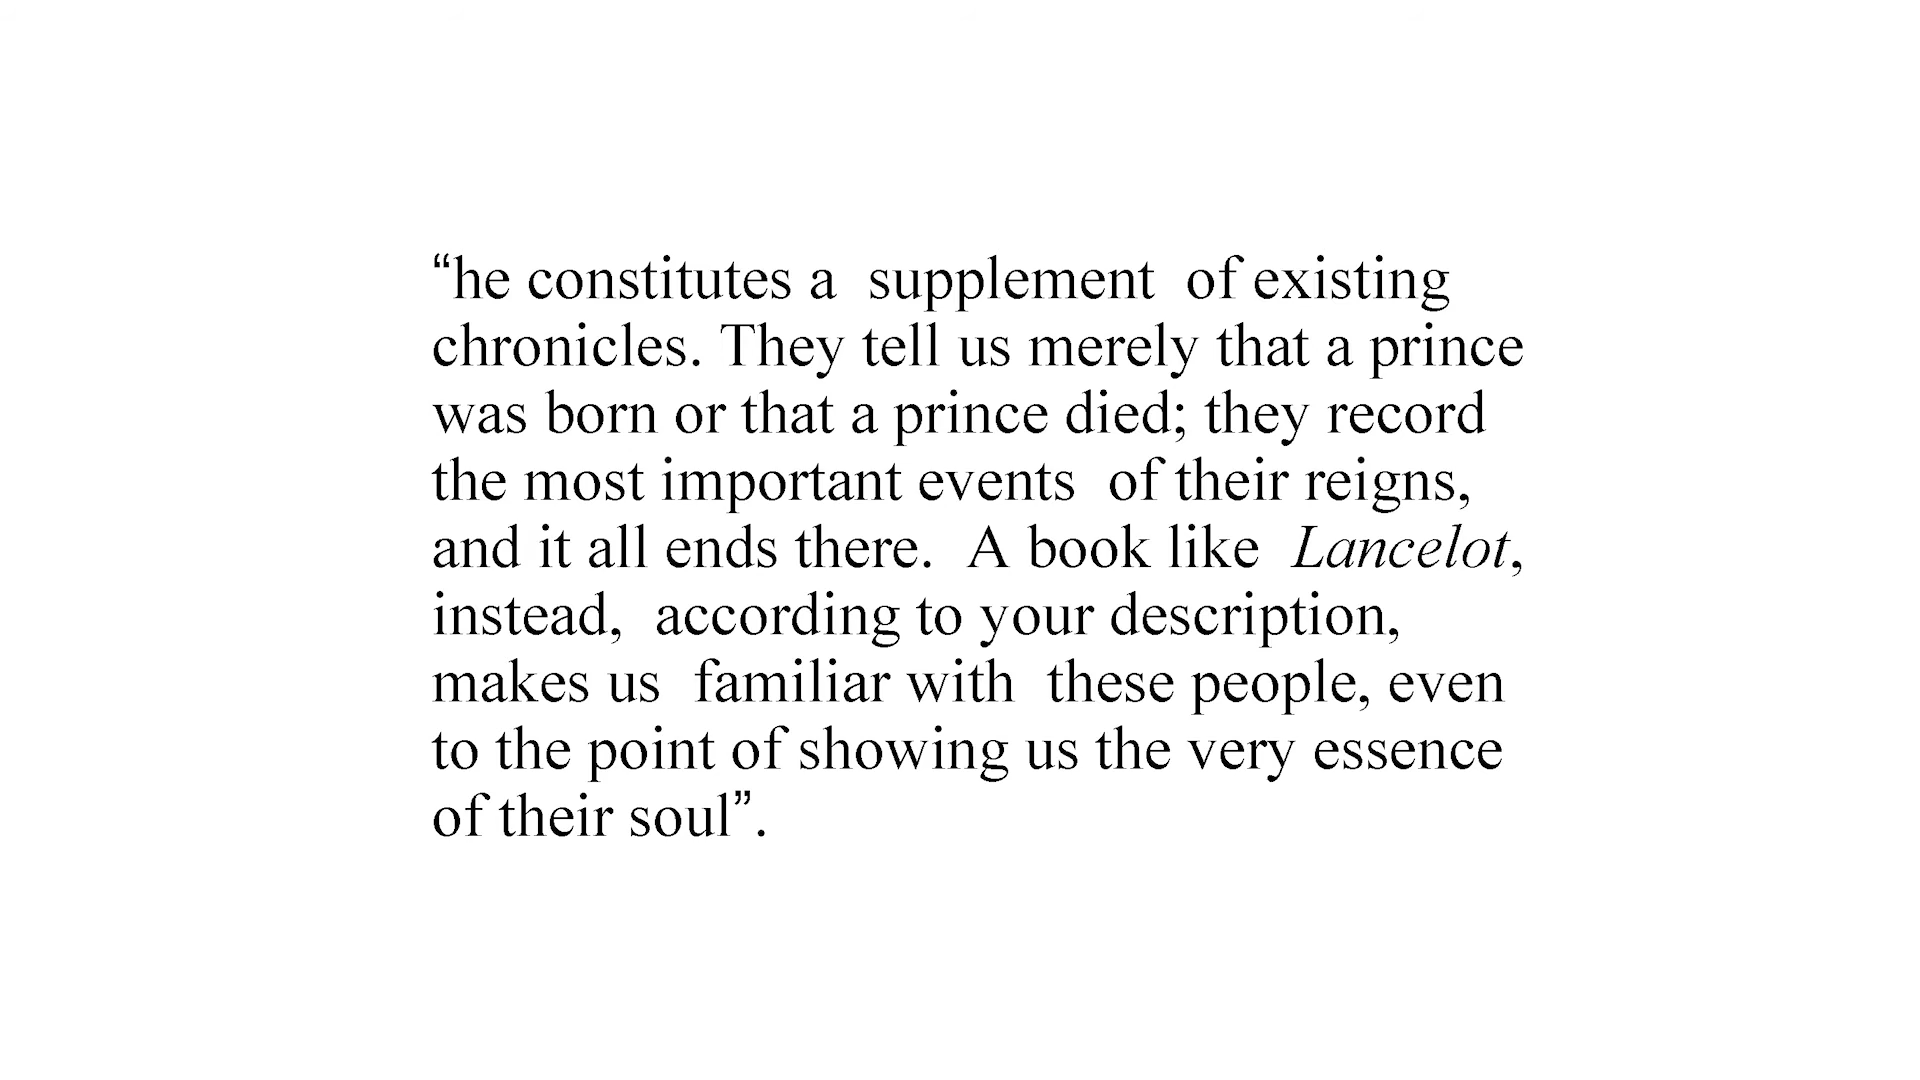 “he constitutes a  supplement  of existing
chronicles. They tell us merely that a prince
was born or that a prince died; they record
the most important events  of their reigns,
and it all ends there.  A book like  Lancelot,
instead,  according to your description,
makes us  familiar with  these people, even
to the point of showing us the very essence
of their soul”.